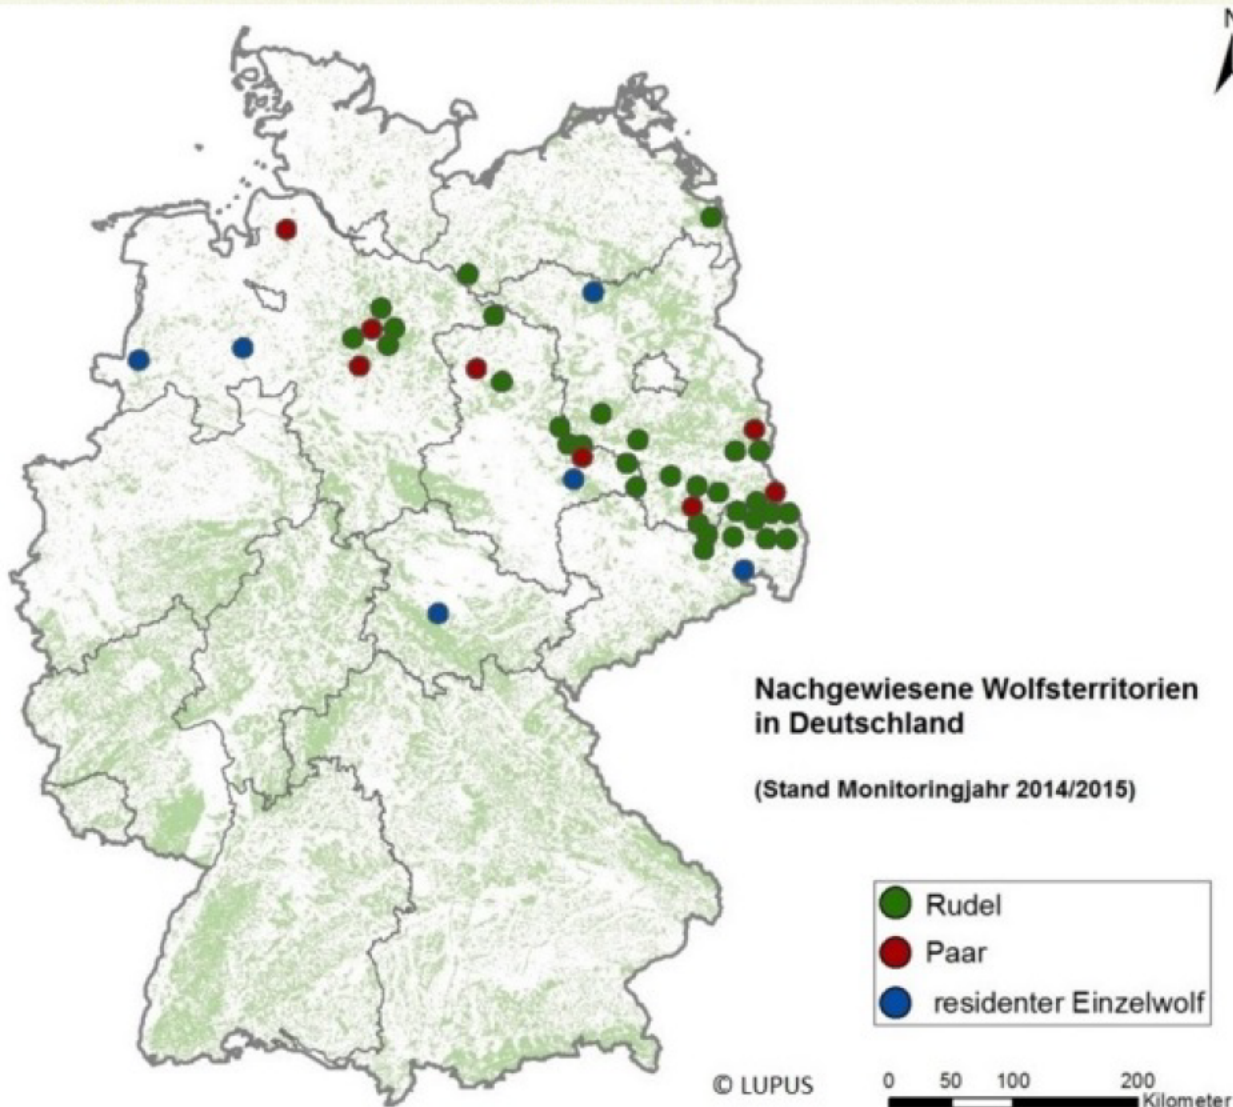 N
Nachgewiesene Wolfsterritorien
in Deutschland
(Stand Monitoringjahr 2014/2015)
Rudel
Paar
residenter Einzelwolf
© LUPUS
0 50 100 200
Kilometer